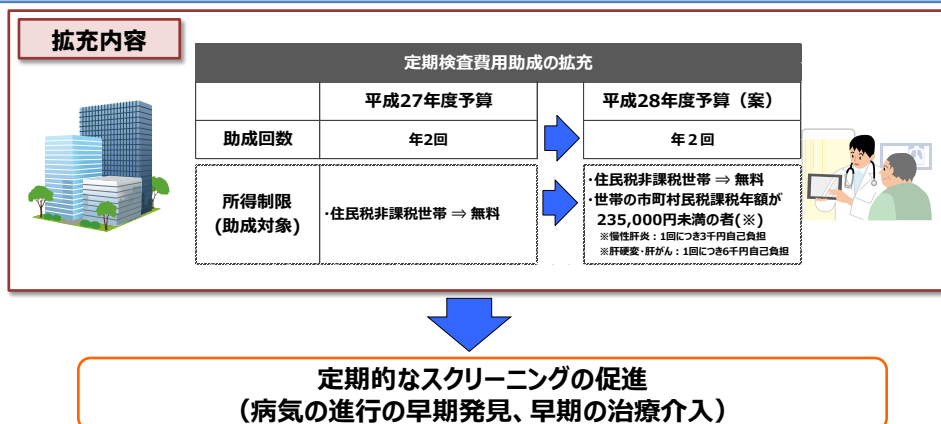 拡充内容
定期検査費用助成の拡充
平成27年度予算
平成28年度予算（案）
助成回数
年2回
年２回
所得制限
(助成対象)
･住民税非課税世帯 ⇒ 無料
･住民税非課税世帯 ⇒ 無料
･世帯の市町村民税課税年額が
235,000円未満の者(※)
※慢性肝炎：1回につき3千円自己負担
※肝硬変・肝がん：1回につき6千円自己負担
定期的なスクリーニングの促進
（病気の進行の早期発見、早期の治療介入）